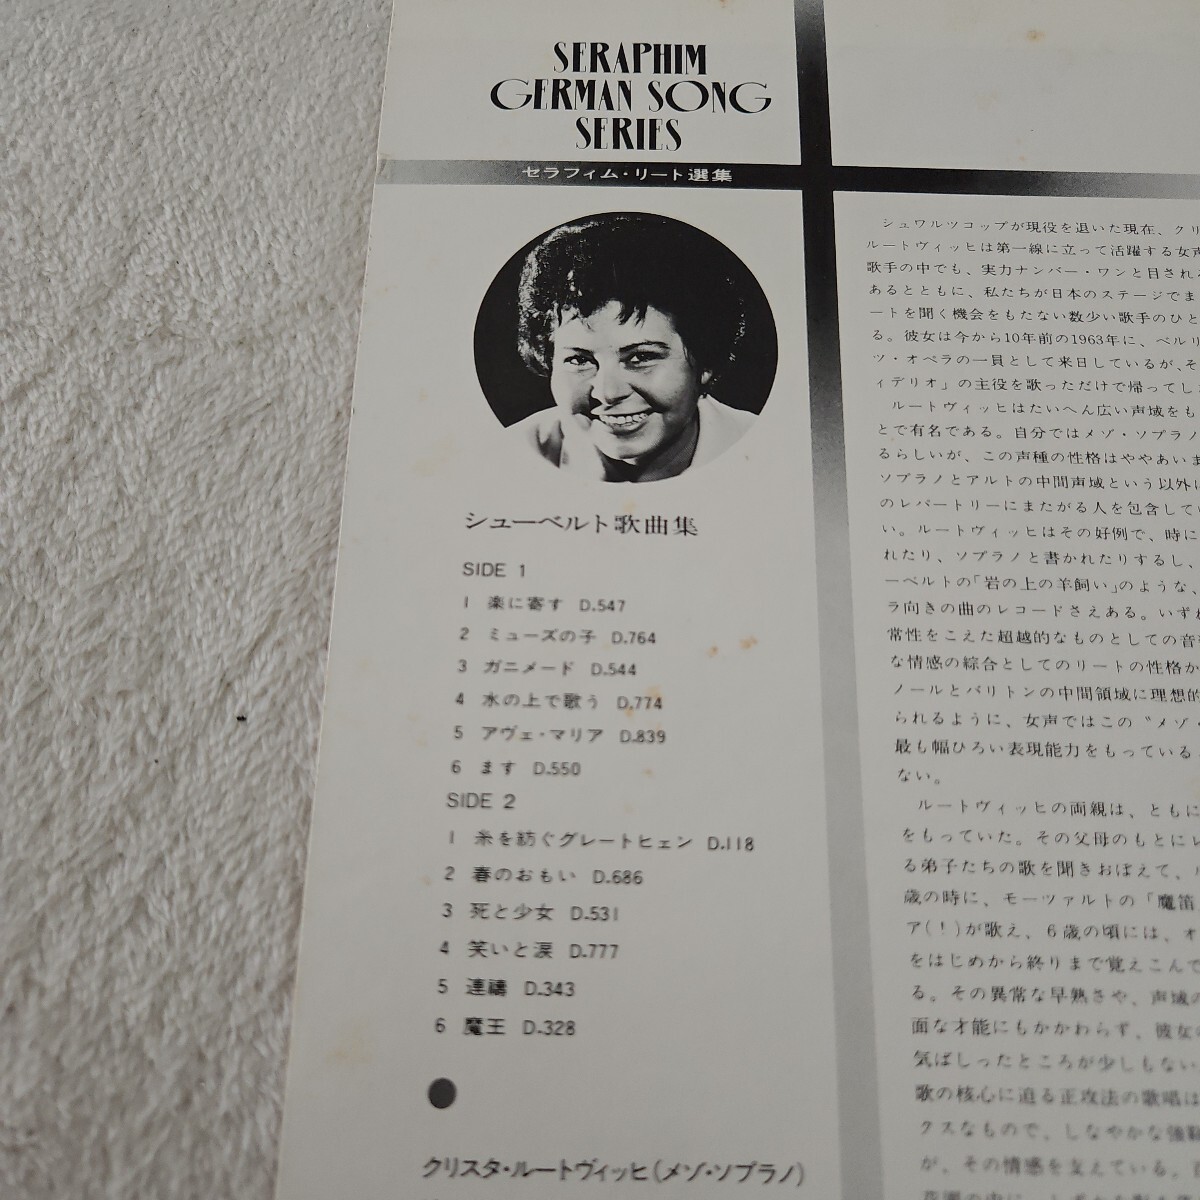 SERAPHIM
GERMAN SONG
SERIES
セラフィム・リート選集
シューベルト歌曲集
SIDE 1
1 楽に寄す D.547
2 ミューズの子 D.764
3 ガニメード D.544
4 水の上で歌う D.774
5 アヴェ・マリア D.839
6 ます D.550
SIDE 2
1 糸を紡ぐグレートヒェン D.118
2 春のおもい D.686
3 死と少女 D.531
4 笑いと涙 D.777
5 連禱 D.343
6 魔王 D.328
クリスタ・ルートヴィッヒ(メゾ・ソプラノ)
シュワルツコップが現役を退いた現在、クリ
ルートヴィッヒは第一線に立って活躍する女声
歌手の中でも、実力ナンバー・ワンと目される
あるとともに、私たちが日本のステージでま
ートを聞く機会をもたない数少い歌手のひと
る。彼女は今から10年前の1963年に、ベルリ
ツ・オペラの一員として来日しているが、そ
ィデリオ」の主役を歌っただけで帰ってし
ルートヴィッヒはたいへん広い声域をも
とで有名である。自分ではメゾ・ソプラノ
るらしいが、この声種の性格はややあいま
ソプラノとアルトの中間声域という以外に
のレパートリーにまたがる人を包含してい
い。ルートヴィッヒはその好例で、時に
れたり、ソプラノと書かれたりするし、
ーベルトの「岩の上の羊飼い」のような、
ラ向きの曲のレコードさえある。いずれ
常性をこえた超越的なものとしての音
な情感の綜合としてのリートの性格か
ノールとバリトンの中間領域に理想的
られるように、女声ではこの〝メゾ・
最も幅ひろい表現能力をもっている
ない。
ルートヴィッヒの両親は、ともに
をもっていた。その父母のもとにレ
る弟子たちの歌を聞きおぼえて、
歳の時に、モーツァルトの「魔笛
ア(!)が歌え、6歳の頃には、オ
をはじめから終りまで覚えこんで
る。その異常な早熟さや、声域の
面な才能にもかかわらず、彼女の
気ばしったところが少しもない
歌の核心に迫る正攻法の歌唱は
クスなもので、しなやかな強靱
が、その情感を支えている。